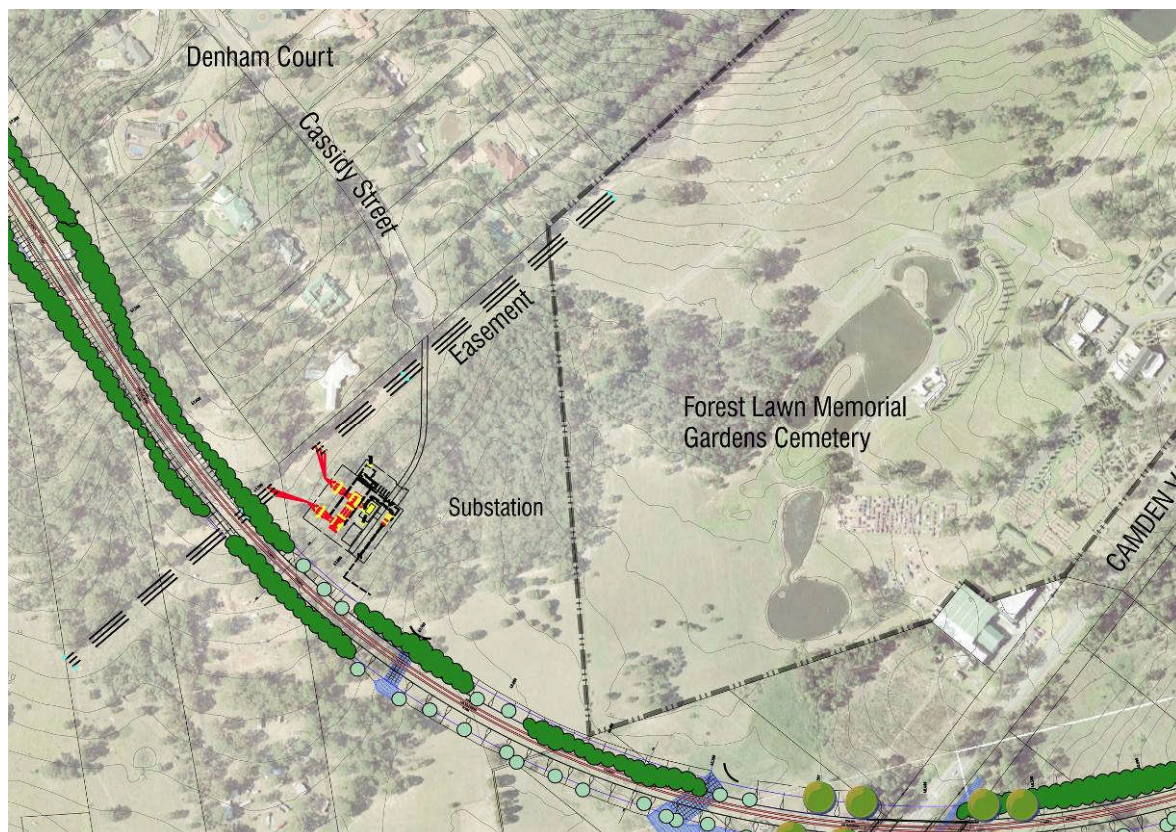 Denham Court
Cassidy Street
Easement
Forest Lawn Memorial
Gardens Cemetery
Substation
CAMDEN